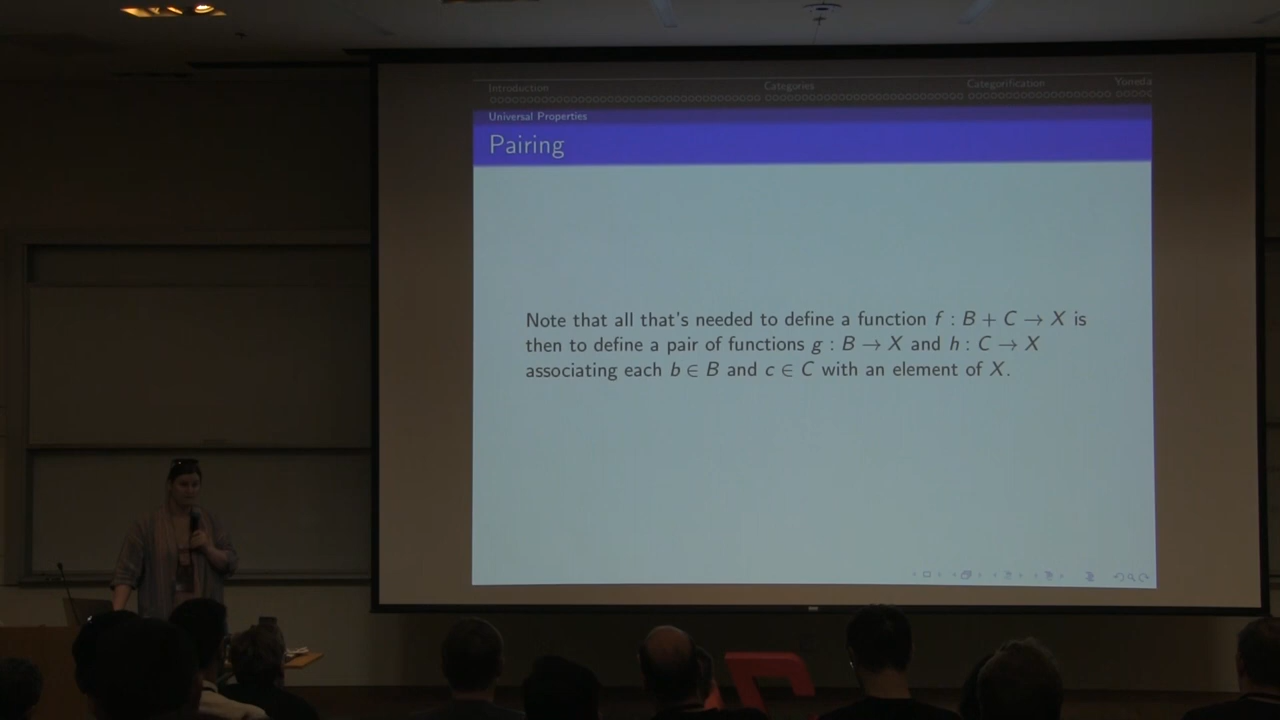 Introduction Categories Categorification Yoneda
Universal Properties
Pairing
Note that all that's needed to define a function f : B + C → X is
then to define a pair of functions g : B → X and h : C → X
associating each b ∈ B and c ∈ C with an element of X.